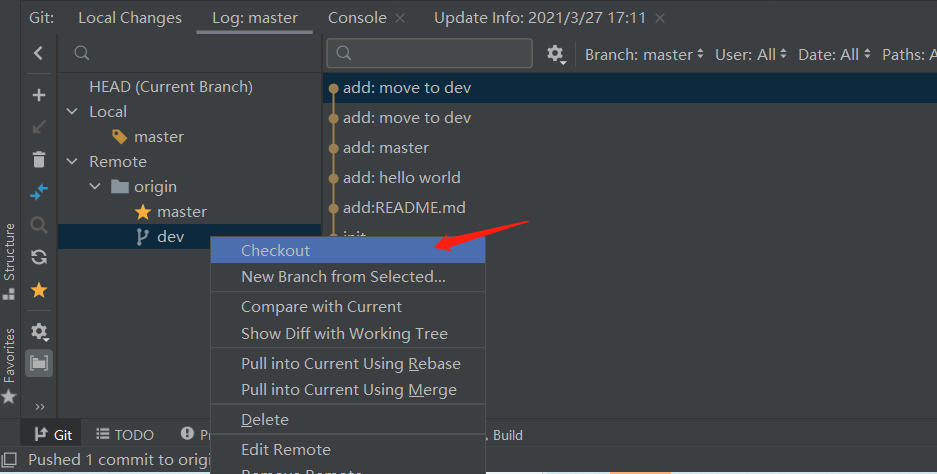 Git: Local Changes Log: master Console Update Info: 2021/3/27 17:11
Branch: master User: All Date: All Paths: A
HEAD (Current Branch)
Local
master
Remote
origin
master
dev
add: move to dev
add: move to dev
add: master
add: hello world
add:README.md
init
Checkout
New Branch from Selected...
Compare with Current
Show Diff with Working Tree
Pull into Current Using Rebase
Pull into Current Using Merge
Delete
Edit Remote
Remove Remote
Structure
Favorites
Git TODO Build
Pushed 1 commit to origi